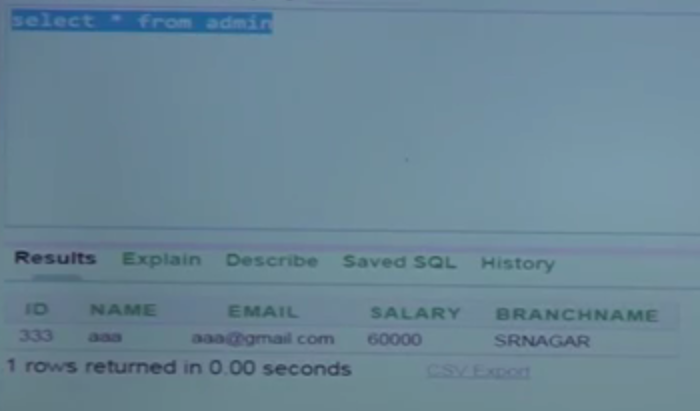 select * from admin
Results Explain Describe Saved SQL History
ID NAME EMAIL SALARY BRANCHNAME
333 aaa aaa@gmail.com 60000 SRNAGAR
1 rows returned in 0.00 seconds CSV Export